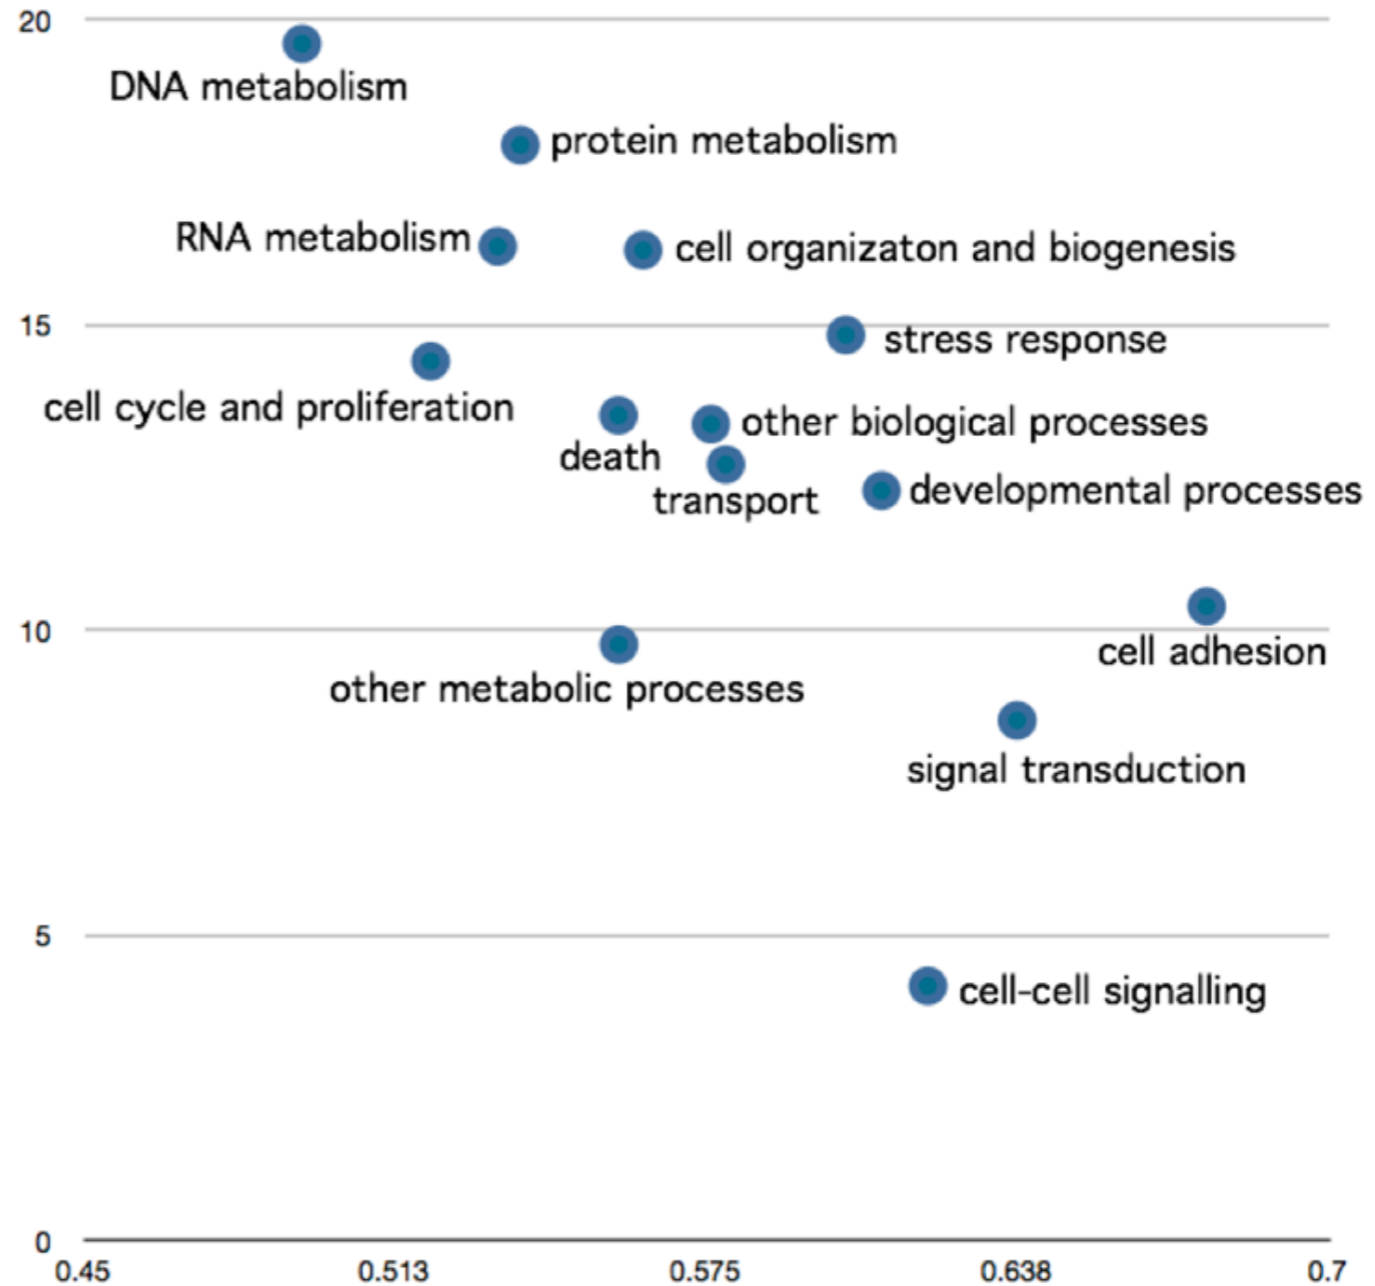 20
DNA metabolism
protein metabolism
RNA metabolism
cell organizaton and biogenesis
15
stress response
cell cycle and proliferation
other biological processes
death
transport
developmental processes
10
cell adhesion
other metabolic processes
signal transduction
5
cell-cell signalling
0
0.45 0.513 0.575 0.638 0.7